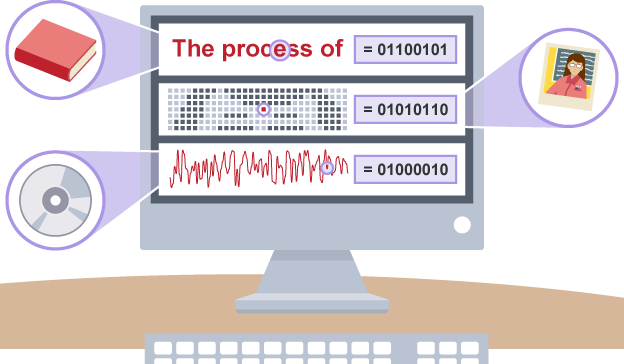 The process of = 01100101
= 01010110
= 01000010